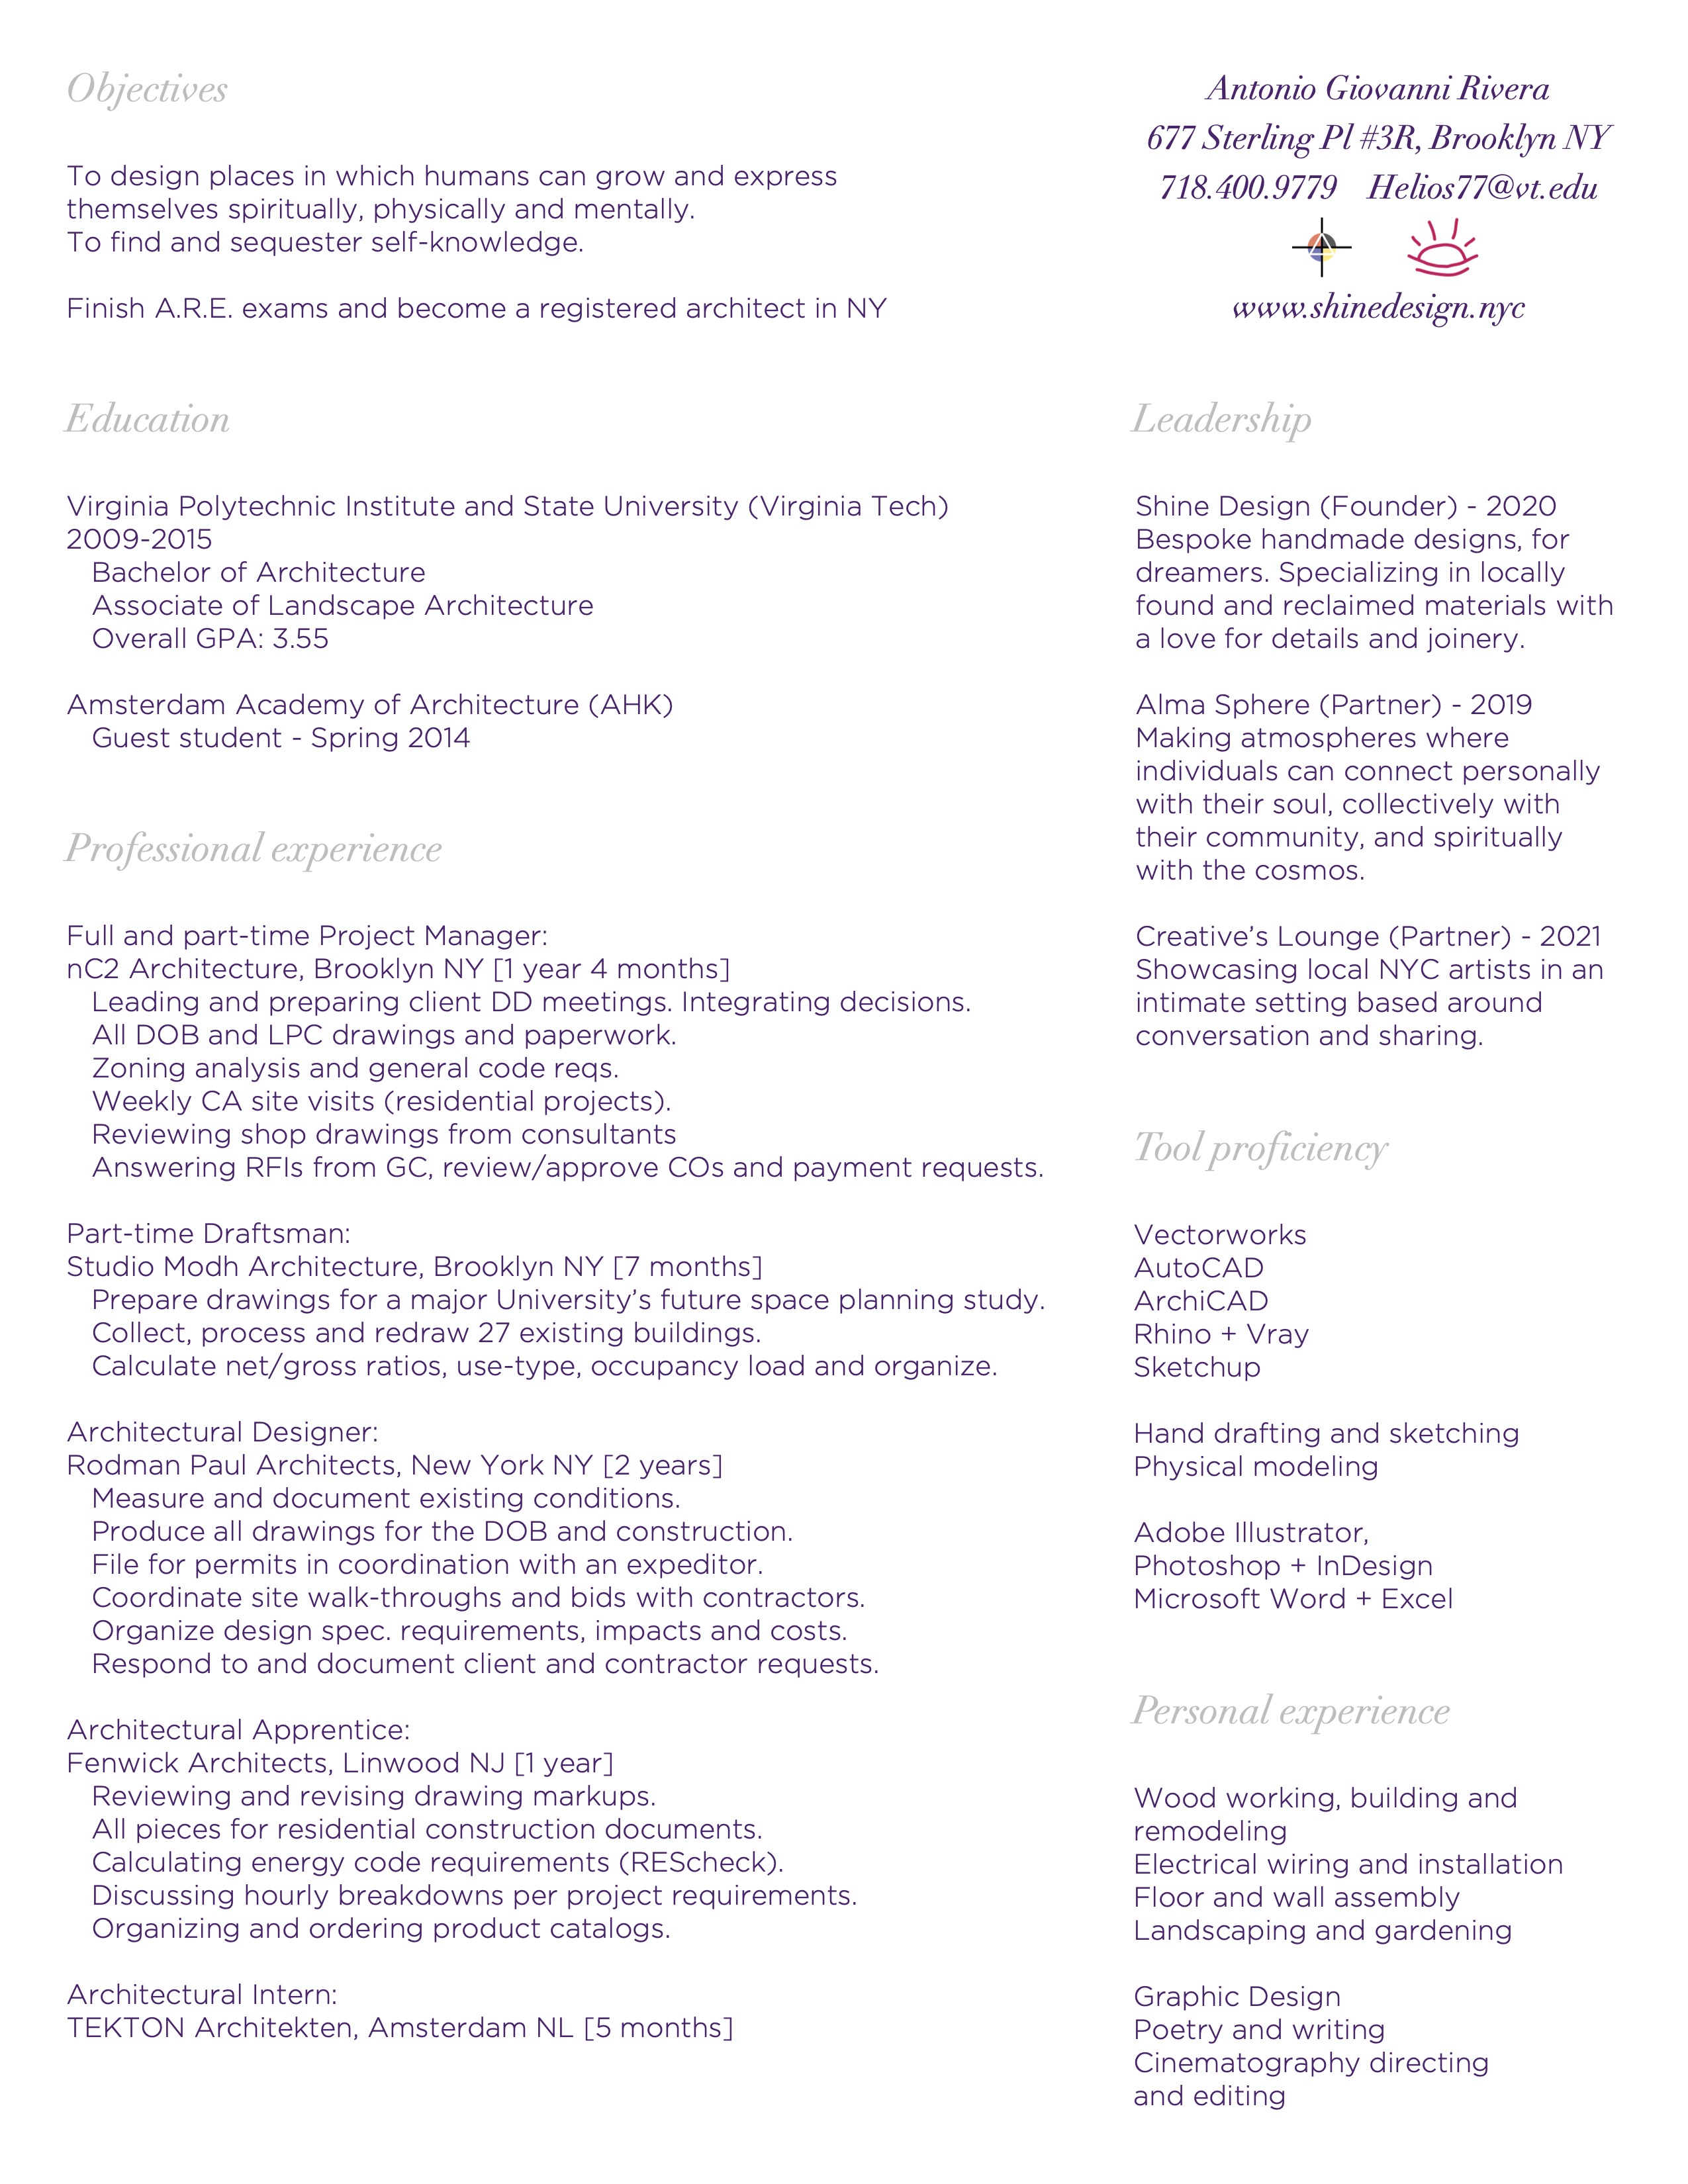 Objectives
To design places in which humans can grow and express
themselves spiritually, physically and mentally.
To find and sequester self-knowledge.
Finish A.R.E. exams and become a registered architect in NY
Antonio Giovanni Rivera
677 Sterling Pl #3R, Brooklyn NY
718.400.9779 Helios77@vt.edu
www.shinedesign.nyc
Education
Virginia Polytechnic Institute and State University (Virginia Tech)
2009-2015
Bachelor of Architecture
Associate of Landscape Architecture
Overall GPA: 3.55
Amsterdam Academy of Architecture (AHK)
Guest student - Spring 2014
Professional experience
Full and part-time Project Manager:
nC2 Architecture, Brooklyn NY [1 year 4 months]
Leading and preparing client DD meetings. Integrating decisions.
All DOB and LPC drawings and paperwork.
Zoning analysis and general code reqs.
Weekly CA site visits (residential projects).
Reviewing shop drawings from consultants
Answering RFIs from GC, review/approve COs and payment requests.
Part-time Draftsman:
Studio Modh Architecture, Brooklyn NY [7 months]
Prepare drawings for a major University’s future space planning study.
Collect, process and redraw 27 existing buildings.
Calculate net/gross ratios, use-type, occupancy load and organize.
Architectural Designer:
Rodman Paul Architects, New York NY [2 years]
Measure and document existing conditions.
Produce all drawings for the DOB and construction.
File for permits in coordination with an expeditor.
Coordinate site walk-throughs and bids with contractors.
Organize design spec. requirements, impacts and costs.
Respond to and document client and contractor requests.
Architectural Apprentice:
Fenwick Architects, Linwood NJ [1 year]
Reviewing and revising drawing markups.
All pieces for residential construction documents.
Calculating energy code requirements (REScheck).
Discussing hourly breakdowns per project requirements.
Organizing and ordering product catalogs.
Architectural Intern:
TEKTON Architekten, Amsterdam NL [5 months]
Leadership
Shine Design (Founder) - 2020
Bespoke handmade designs, for
dreamers. Specializing in locally
found and reclaimed materials with
a love for details and joinery.
Alma Sphere (Partner) - 2019
Making atmospheres where
individuals can connect personally
with their soul, collectively with
their community, and spiritually
with the cosmos.
Creative’s Lounge (Partner) - 2021
Showcasing local NYC artists in an
intimate setting based around
conversation and sharing.
Tool proficiency
Vectorworks
AutoCAD
ArchiCAD
Rhino + Vray
Sketchup
Hand drafting and sketching
Physical modeling
Adobe Illustrator,
Photoshop + InDesign
Microsoft Word + Excel
Personal experience
Wood working, building and
remodeling
Electrical wiring and installation
Floor and wall assembly
Landscaping and gardening
Graphic Design
Poetry and writing
Cinematography directing
and editing